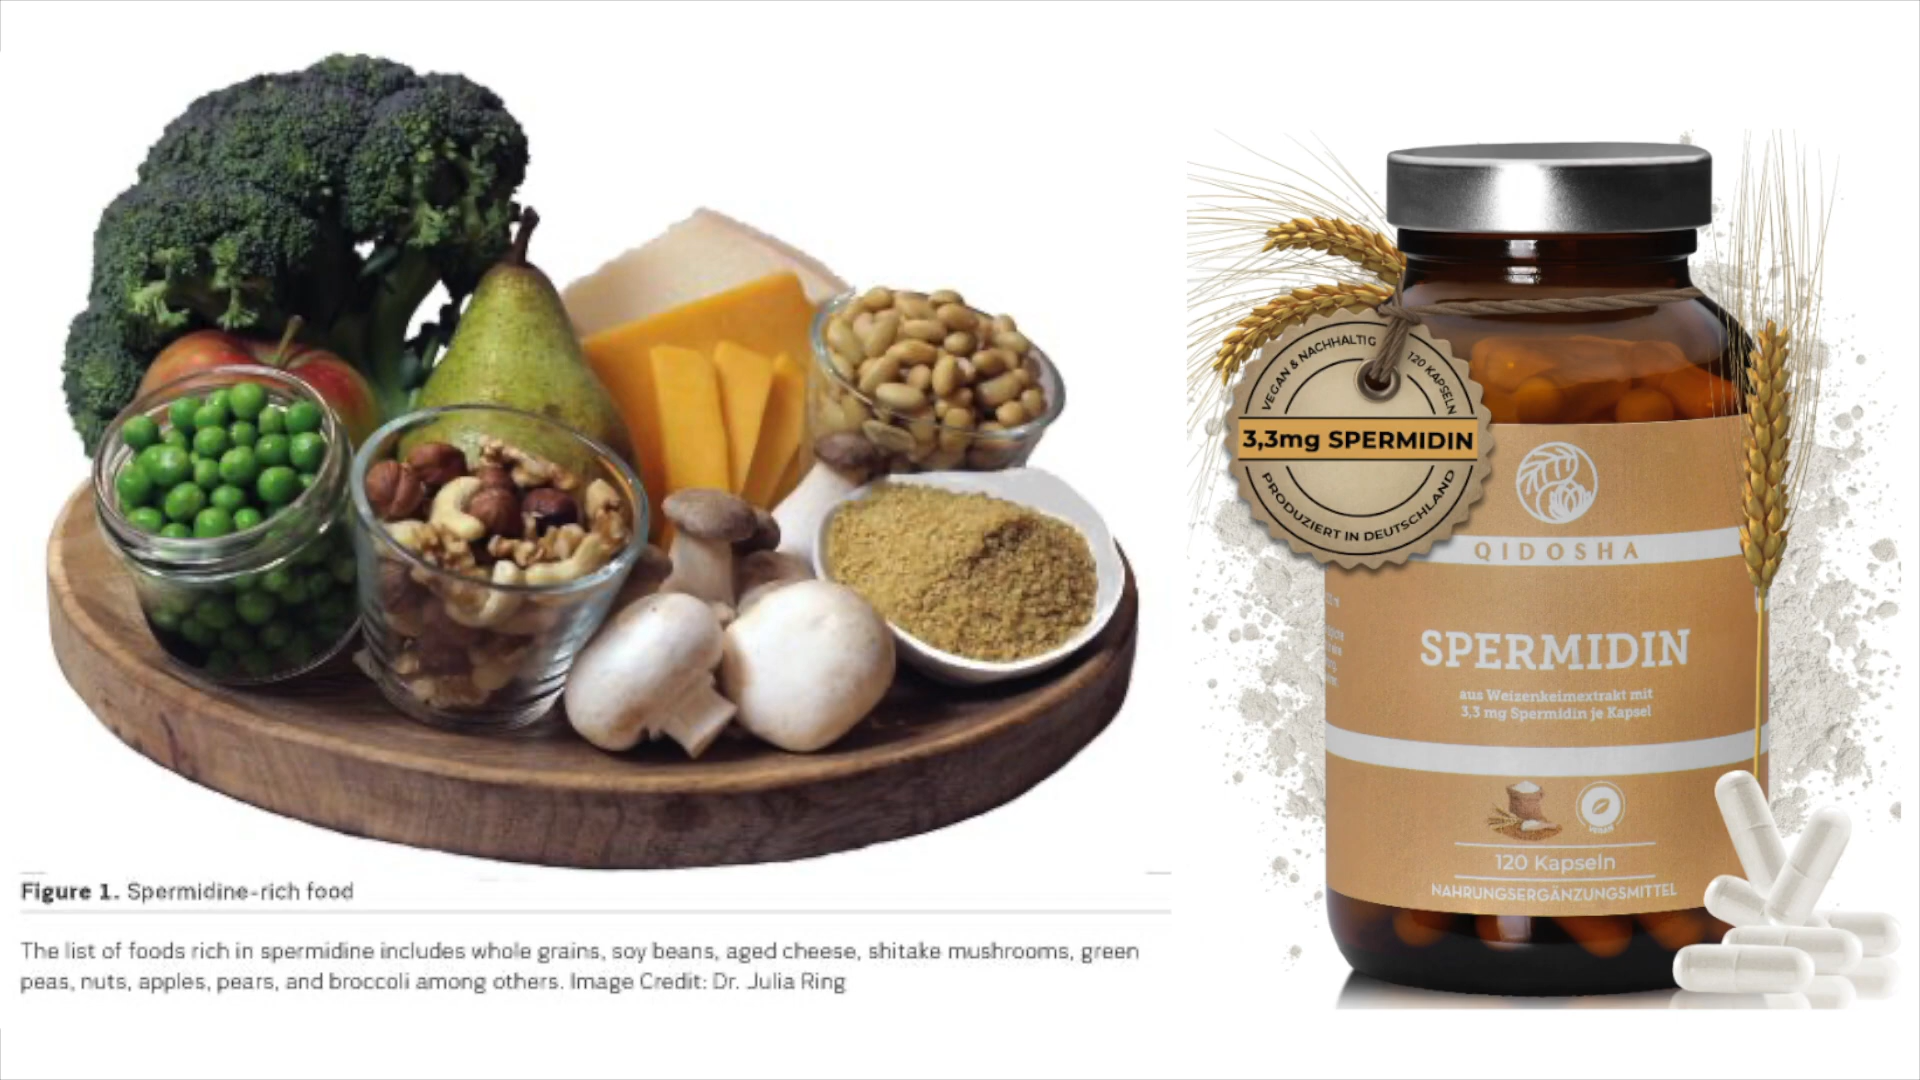 Figure 1. Spermidine-rich food
The list of foods rich in spermidine includes whole grains, soy beans, aged cheese, shitake mushrooms, green
peas, nuts, apples, pears, and broccoli among others. Image Credit: Dr. Julia Ring
VEGAN & NACHHALTIG
120 KAPSELN
3,3mg SPERMIDIN
PRODUZIERT IN DEUTSCHLAND
QIDOSHA
SPERMIDIN
aus Weizenkeimextrakt mit
3,3 mg Spermidin je Kapsel
VEGAN
120 Kapseln
NAHRUNGSERGÄNZUNGSMITTEL